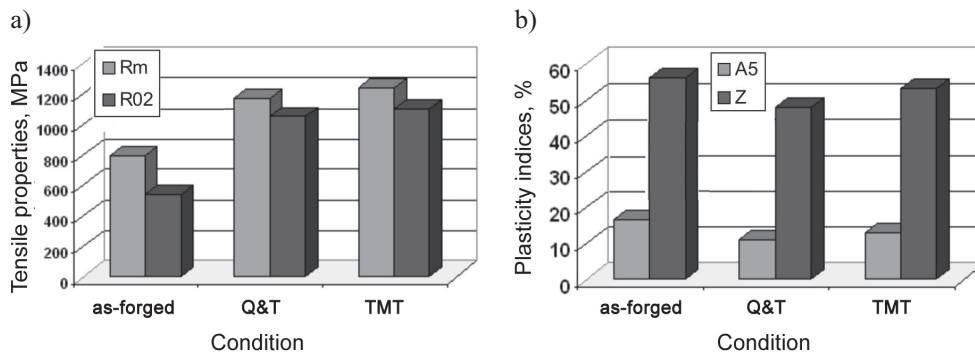 a)
Tensile properties, MPa
1400
1200
1000
800
600
400
200
0
Rm
R02
as-forged Q&T TMT
Condition
b)
Plasticity indices, %
60
50
40
30
20
10
0
A5
Z
as-forged Q&T TMT
Condition